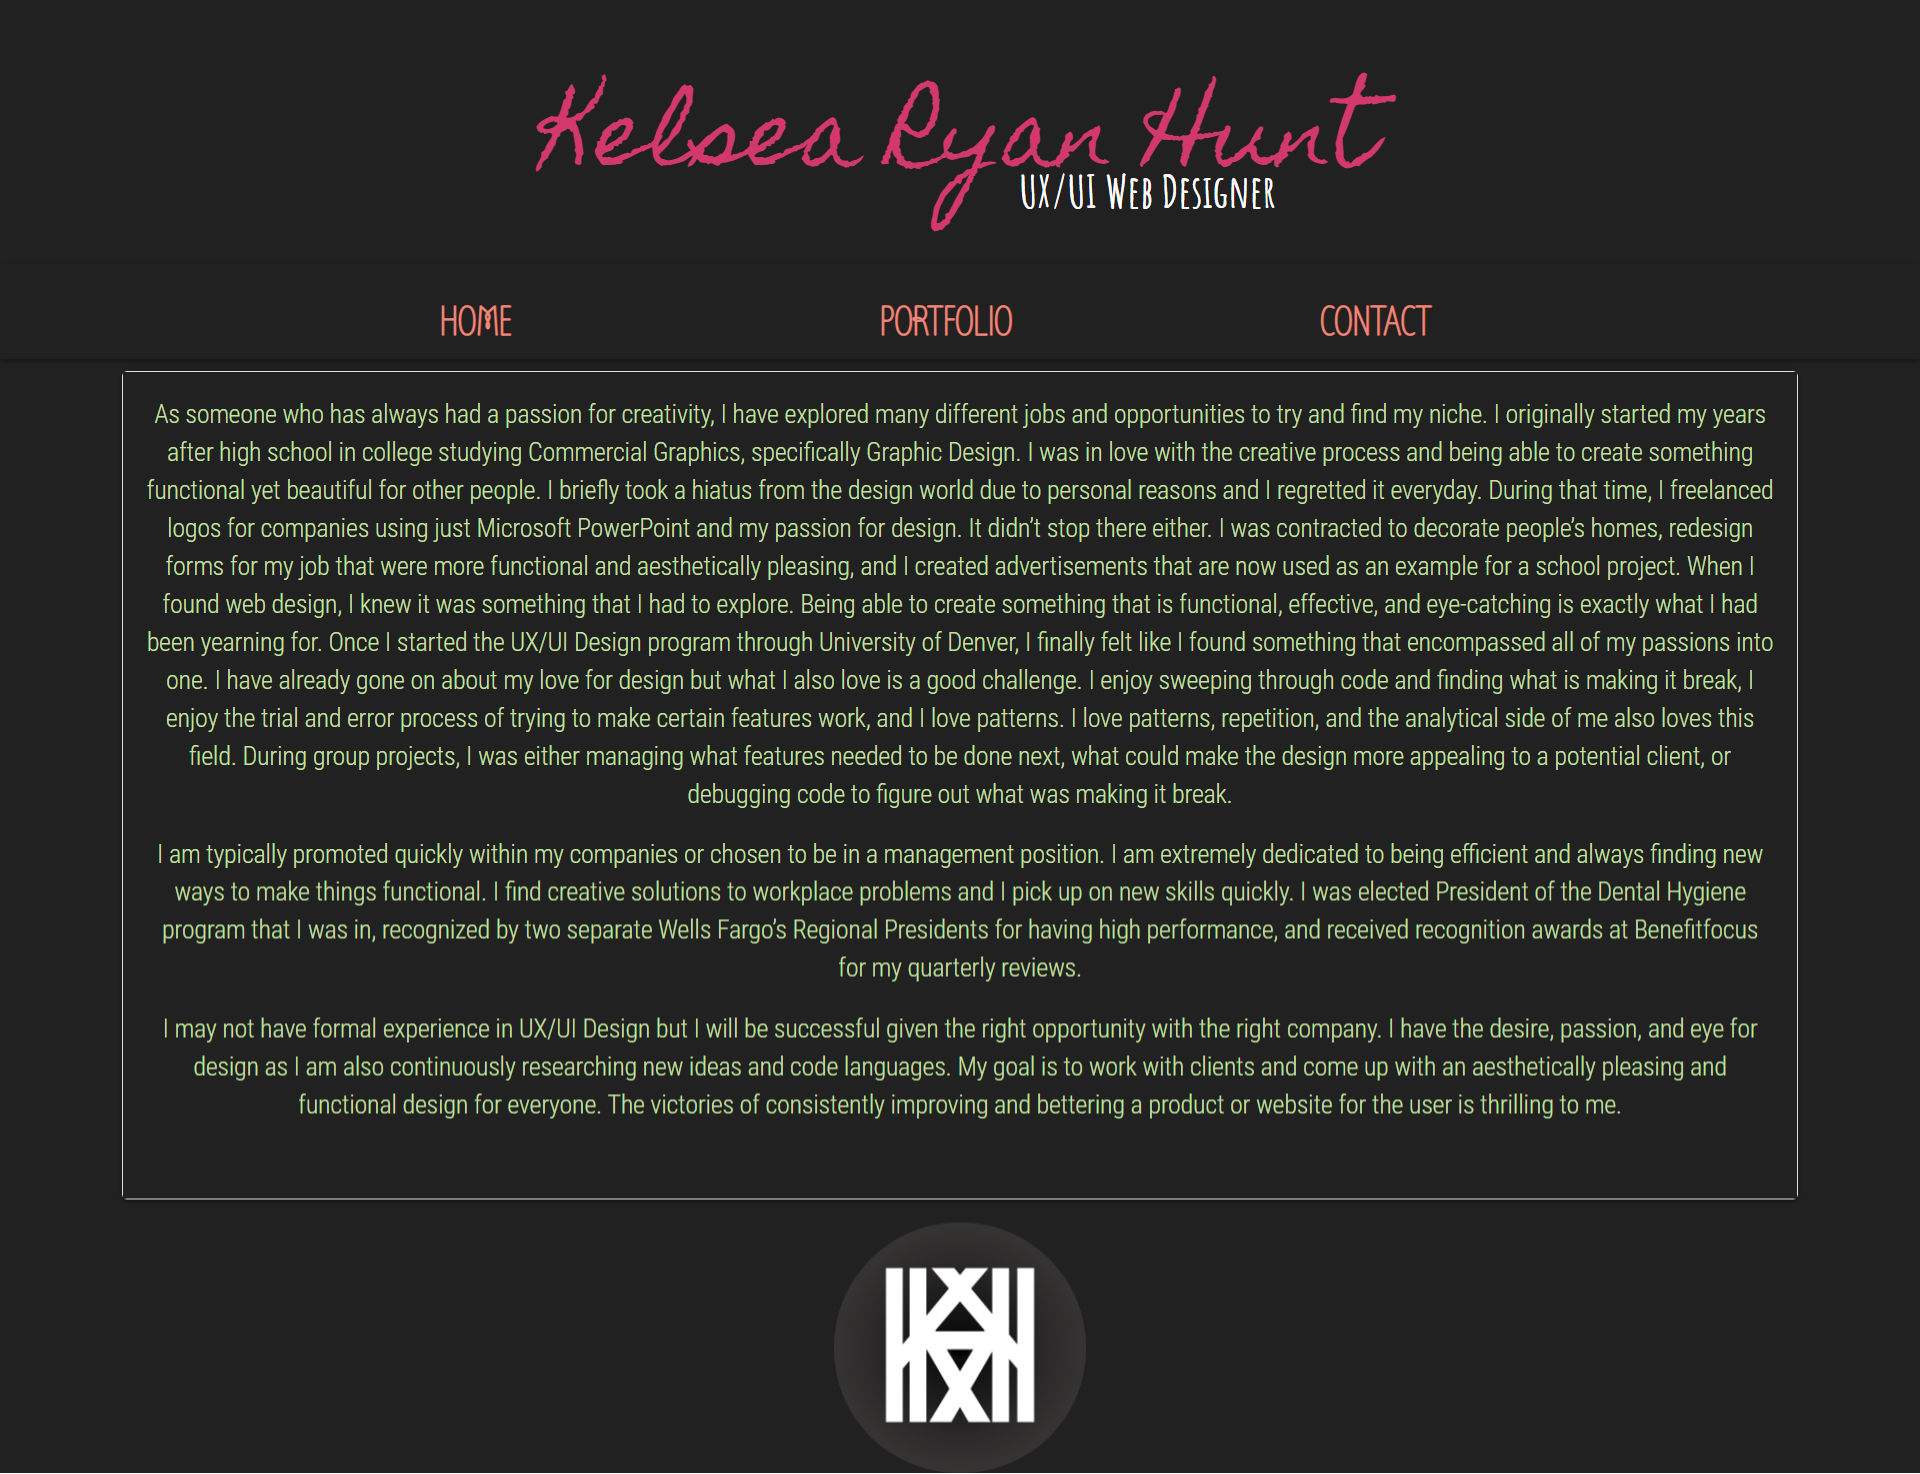 Kelsea Ryan Hunt
UX/UI Web Designer
HOME
PORTFOLIO
CONTACT
As someone who has always had a passion for creativity, I have explored many different jobs and opportunities to try and find my niche. I originally started my years
after high school in college studying Commercial Graphics, specifically Graphic Design. I was in love with the creative process and being able to create something
functional yet beautiful for other people. I briefly took a hiatus from the design world due to personal reasons and I regretted it everyday. During that time, I freelanced
logos for companies using just Microsoft PowerPoint and my passion for design. It didn’t stop there either. I was contracted to decorate people’s homes, redesign
forms for my job that were more functional and aesthetically pleasing, and I created advertisements that are now used as an example for a school project. When I
found web design, I knew it was something that I had to explore. Being able to create something that is functional, effective, and eye-catching is exactly what I had
been yearning for. Once I started the UX/UI Design program through University of Denver, I finally felt like I found something that encompassed all of my passions into
one. I have already gone on about my love for design but what I also love is a good challenge. I enjoy sweeping through code and finding what is making it break, I
enjoy the trial and error process of trying to make certain features work, and I love patterns. I love patterns, repetition, and the analytical side of me also loves this
field. During group projects, I was either managing what features needed to be done next, what could make the design more appealing to a potential client, or
debugging code to figure out what was making it break.
I am typically promoted quickly within my companies or chosen to be in a management position. I am extremely dedicated to being efficient and always finding new
ways to make things functional. I find creative solutions to workplace problems and I pick up on new skills quickly. I was elected President of the Dental Hygiene
program that I was in, recognized by two separate Wells Fargo’s Regional Presidents for having high performance, and received recognition awards at Benefitfocus
for my quarterly reviews.
I may not have formal experience in UX/UI Design but I will be successful given the right opportunity with the right company. I have the desire, passion, and eye for
design as I am also continuously researching new ideas and code languages. My goal is to work with clients and come up with an aesthetically pleasing and
functional design for everyone. The victories of consistently improving and bettering a product or website for the user is thrilling to me.